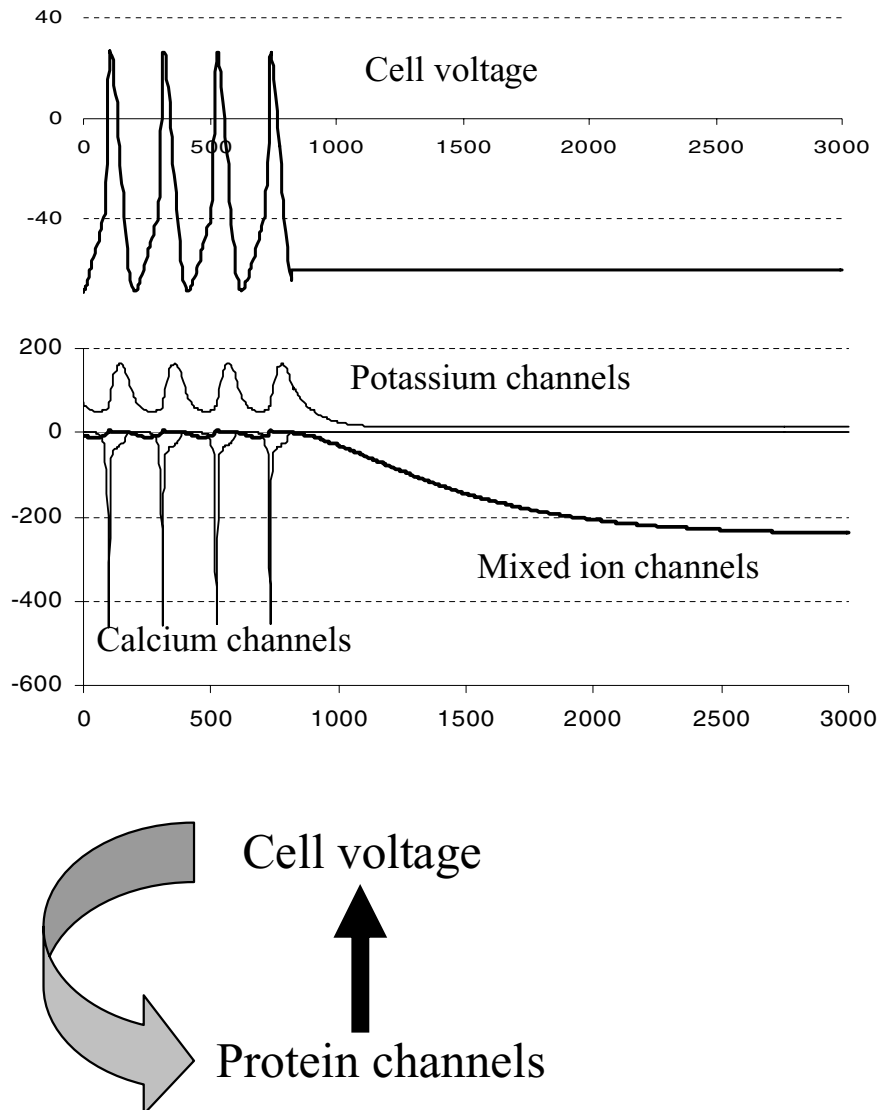 40
Cell voltage
0
0 500 1000 1500 2000 2500 3000
-40
200
Potassium channels
0
-200
Mixed ion channels
-400
Calcium channels
-600
0 500 1000 1500 2000 2500 3000
Cell voltage
Protein channels